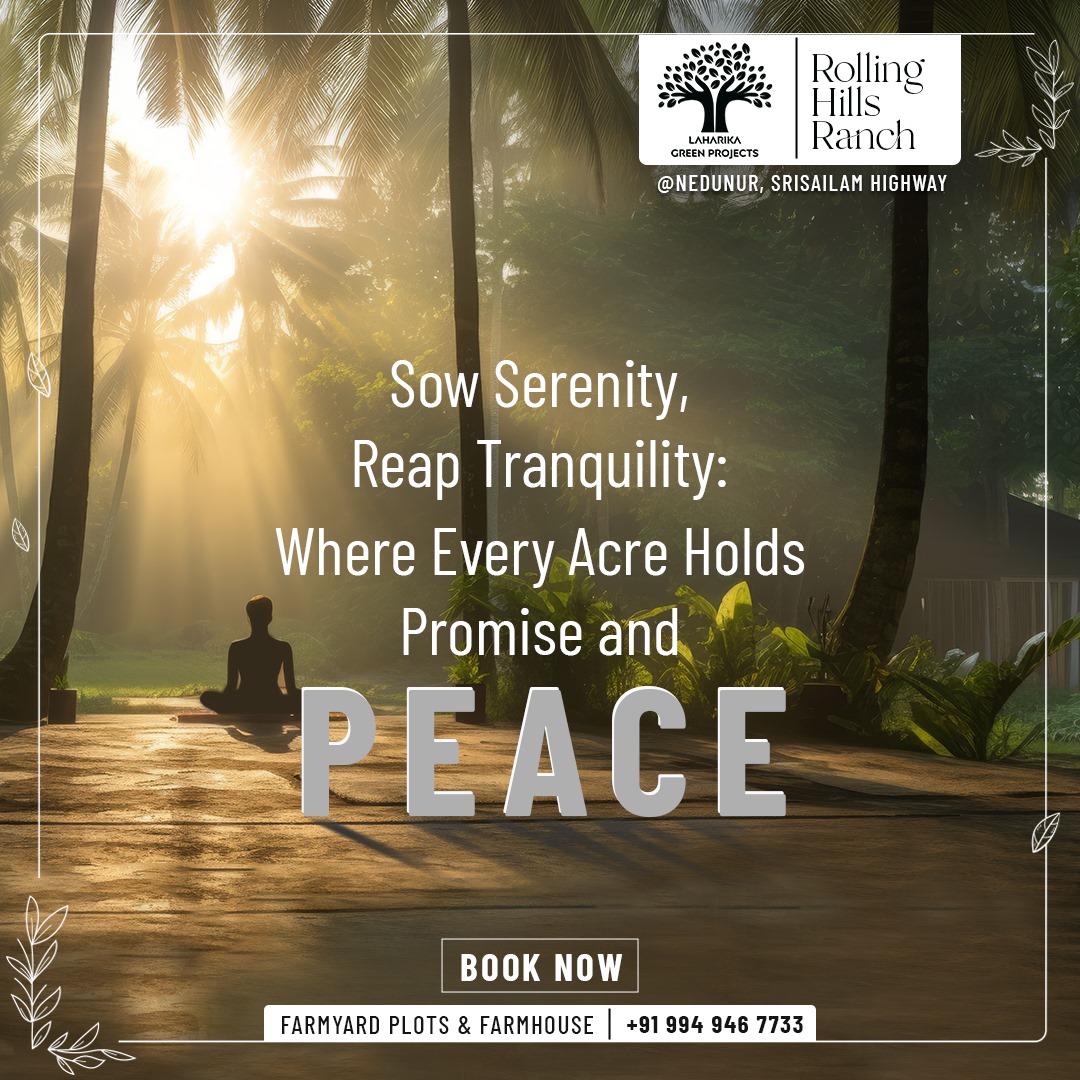 LAHARIKA
GREEN PROJECTS
Rolling
Hills
Ranch
@NEDUNUR, SRISAILAM HIGHWAY
Sow Serenity,
Reap Tranquility:
Where Every Acre Holds
Promise and
PEACE
BOOK NOW
FARMYARD PLOTS & FARMHOUSE | +91 994 946 7733